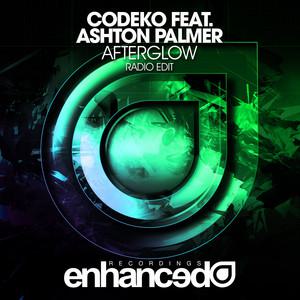 CODEKO FEAT.
ASHTON PALMER
AFTERGLOW
RADIO EDIT
RECORDINGS
enhanced